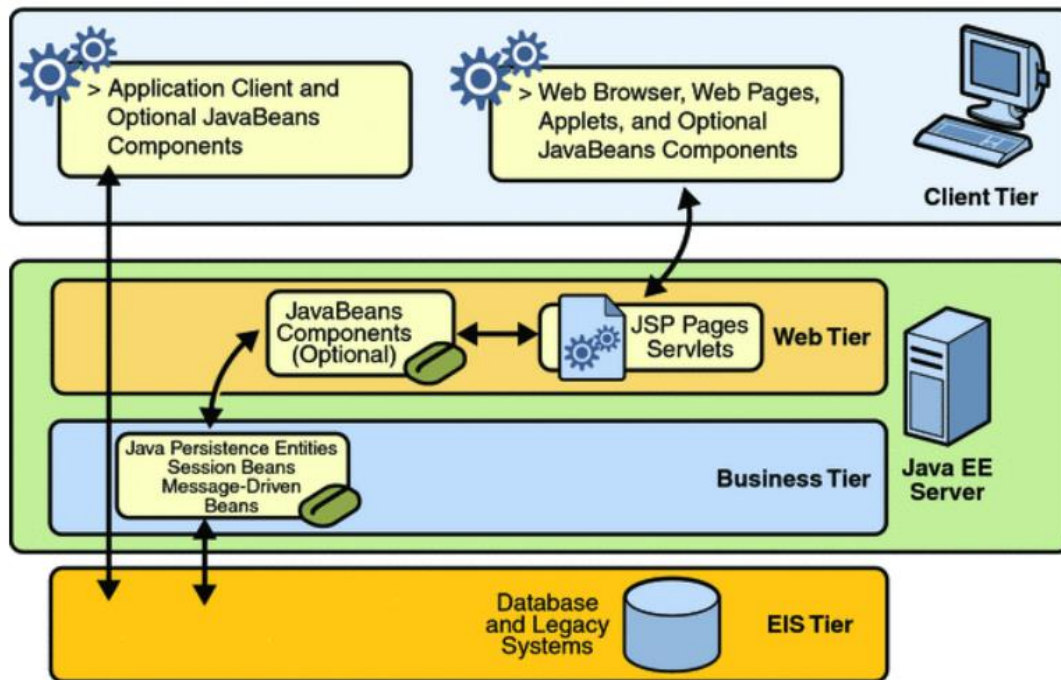 > Application Client and
Optional JavaBeans
Components
> Web Browser, Web Pages,
Applets, and Optional
JavaBeans Components
Client Tier
JavaBeans
Components
(Optional)
JSP Pages
Servlets
Web Tier
Java Persistence Entities
Session Beans
Message-Driven
Beans
Business Tier
Java EE
Server
Database
and Legacy
Systems
EIS Tier